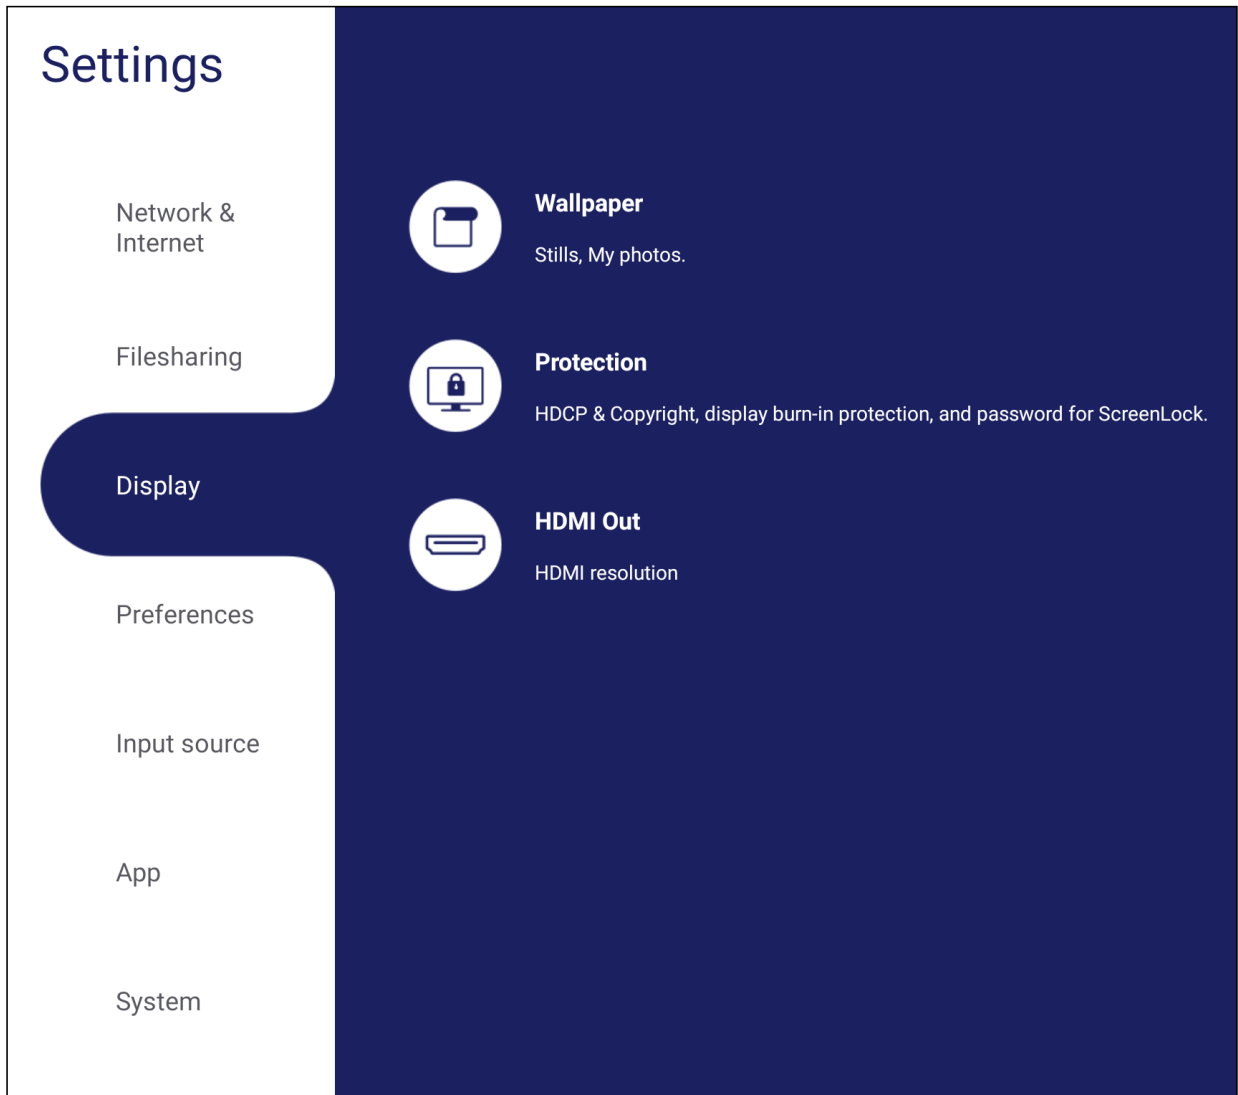 Settings
Network &
Internet
Filesharing
Display
Preferences
Input source
App
System
Wallpaper
Stills, My photos.
Protection
HDCP & Copyright, display burn-in protection, and password for ScreenLock.
HDMI Out
HDMI resolution